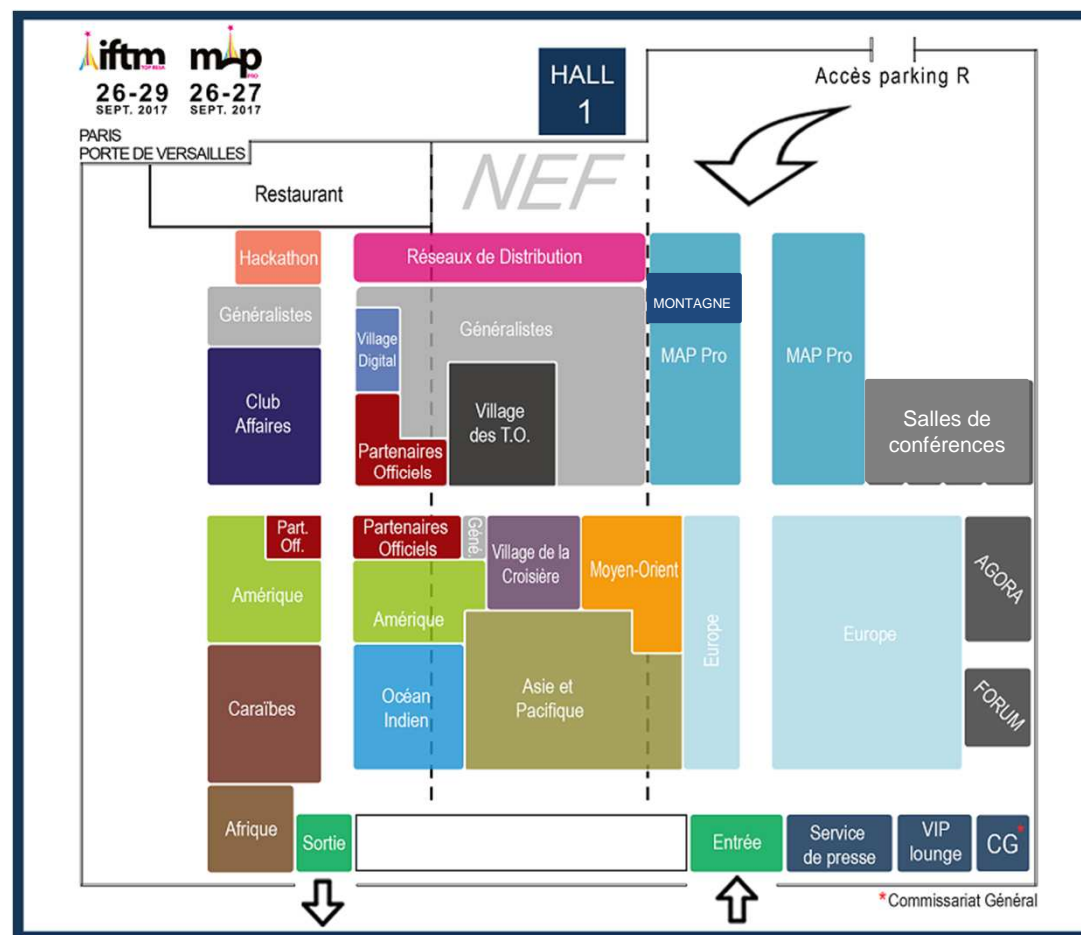 iftm
TOP RESA
map
PRO
26-29
SEPT. 2017
26-27
SEPT. 2017
PARIS
PORTE DE VERSAILLES
HALL
1
Accès parking R
Restaurant
NEF
Hackathon
Réseaux de Distribution
Généralistes
Village
Digital
Généralistes
MONTAGNE
MAP Pro
MAP Pro
Club
Affaires
Village
des T.O.
Salles de
conférences
Partenaires
Officiels
Part.
Off.
Partenaires
Officiels
Géné.
Village de la
Croisière
Moyen-Orient
AGORA
Amérique
Amérique
Europe
Europe
Caraïbes
Océan
Indien
Asie et
Pacifique
FORUM
Afrique
Sortie
Entrée
Service
de presse
VIP
lounge
CG*
*Commissariat Général